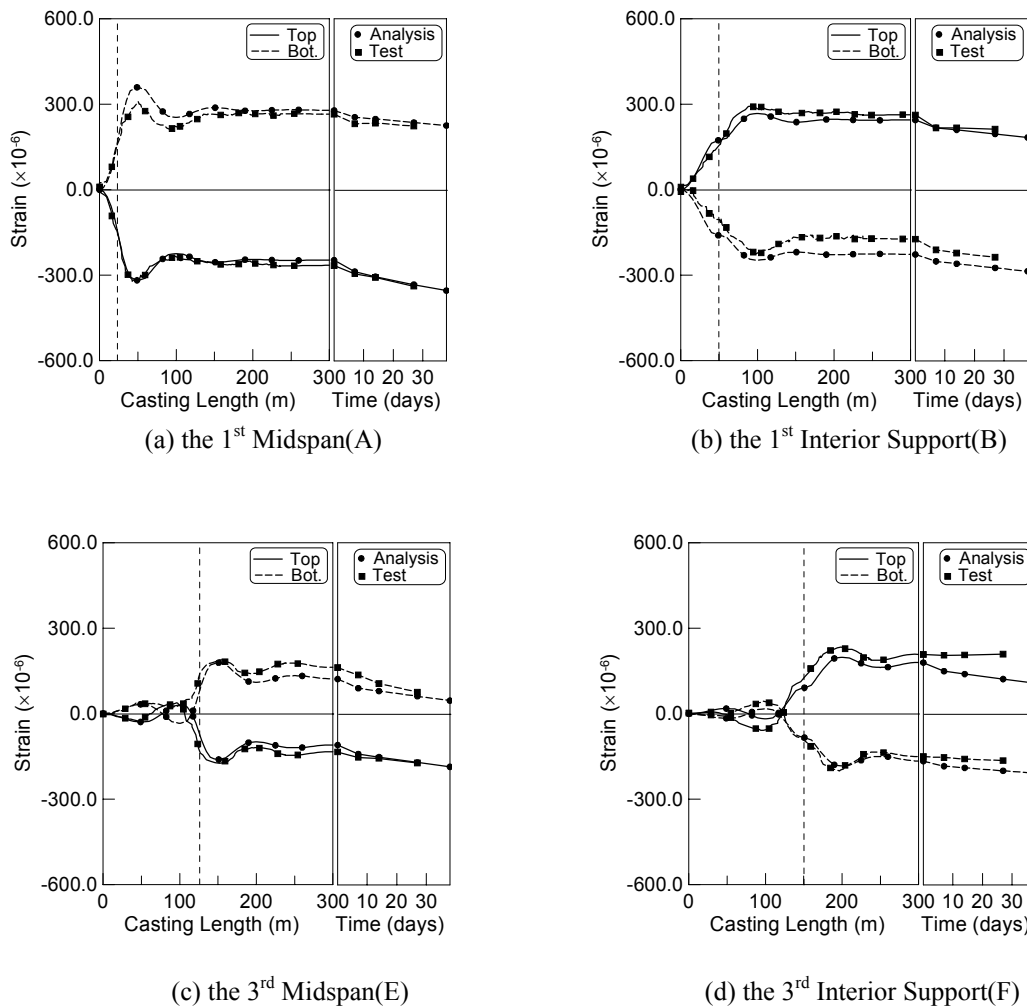 600.0
300.0
0.0
-300.0
-600.0
Strain (×10⁻⁶)
Top
Bot.
Analysis
Test
0 100 200 300 10 20 30
Casting Length (m) Time (days)
(a) the 1st Midspan(A)
600.0
300.0
0.0
-300.0
-600.0
Strain (×10⁻⁶)
Top
Bot.
Analysis
Test
0 100 200 300 10 20 30
Casting Length (m) Time (days)
(b) the 1st Interior Support(B)
600.0
300.0
0.0
-300.0
-600.0
Strain (×10⁻⁶)
Top
Bot.
Analysis
Test
0 100 200 300 10 20 30
Casting Length (m) Time (days)
(c) the 3rd Midspan(E)
600.0
300.0
0.0
-300.0
-600.0
Strain (×10⁻⁶)
Top
Bot.
Analysis
Test
0 100 200 300 10 20 30
Casting Length (m) Time (days)
(d) the 3rd Interior Support(F)